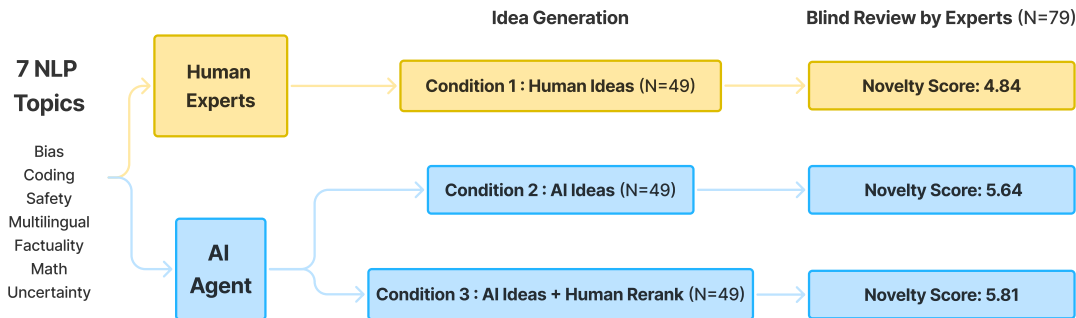 Idea Generation
Blind Review by Experts (N=79)
7 NLP
Topics
Bias
Coding
Safety
Multilingual
Factuality
Math
Uncertainty
Human
Experts
Condition 1 : Human Ideas (N=49)
Novelty Score: 4.84
AI
Agent
Condition 2 : AI Ideas (N=49)
Novelty Score: 5.64
Condition 3 : AI Ideas + Human Rerank (N=49)
Novelty Score: 5.81